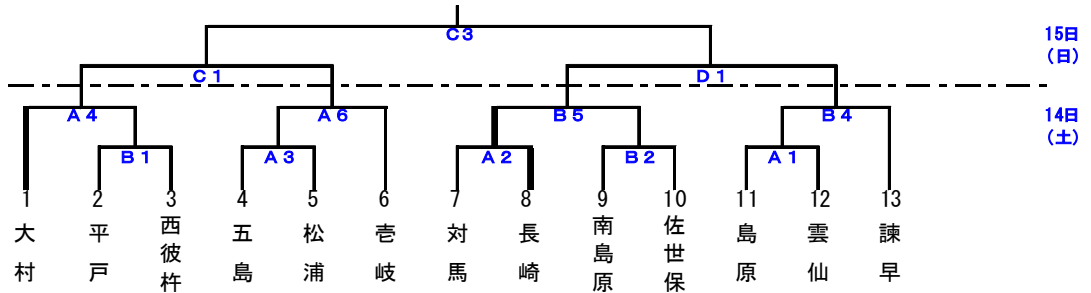 C3
15日
（日）
C1
D1
A4
A6
B5
B4
14日
（土）
B1
A3
A2
B2
A1
1
2
3
4
5
6
7
8
9
10
11
12
13
大村
平戸
西彼杵
五島
松浦
壱岐
対馬
長崎
南島原
佐世保
島原
雲仙
諫早